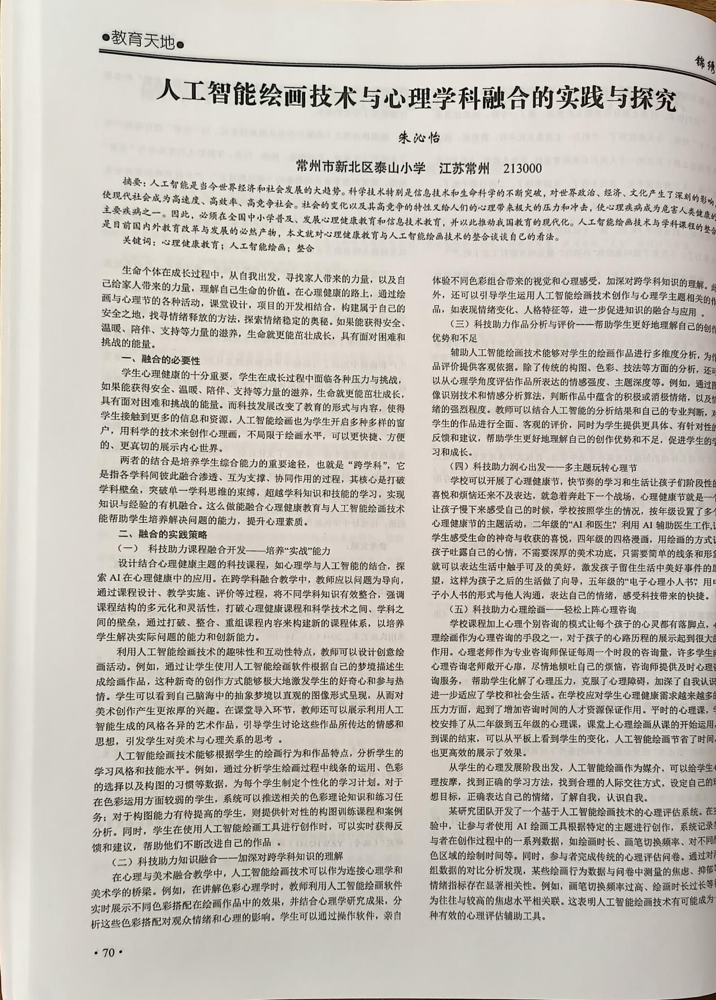 ●教育天地●
锦绣
人工智能绘画技术与心理学科融合的实践与探究
朱沁怡
常州市新北区泰山小学 江苏常州 213000
摘要：人工智能是当今世界经济和社会发展的大趋势。科学技术特别是信息技术和生命科学的不断突破，对世界政治、经济、文化产生了深刻的影响，
使现代社会成为高速度、高效率、高竞争社会。社会的变化以及其高竞争的特性又给人们的心理带来极大的压力和冲击，使心理疾病成为危害人类健康的
主要疾病之一。因此，必须在全国中小学普及、发展心理健康教育和信息技术教育，并以此推动我国教育的现代化。人工智能绘画技术与学科课程的整合
是目前国内外教育改革与发展的必然产物，本文就对心理健康教育与人工智能绘画技术的整合谈谈自己的看法。
关键词：心理健康教育；人工智能绘画；整合
生命个体在成长过程中，从自我出发，寻找家人带来的力量，以及自
己给家人带来的力量，理解自己生命的价值。在心理健康的路上，通过绘
画与心理节的各种活动，课堂设计，项目的开发相结合，构建属于自己的
安全之地，找寻情绪释放的方法，探索情绪稳定的奥秘。如果能获得安全、
温暖、陪伴、支持等力量的滋养，生命就更能茁壮成长，具有面对困难和
挑战的能量。
一、融合的必要性
学生心理健康的十分重要，学生在成长过程中面临各种压力与挑战，
如果能获得安全、温暖、陪伴、支持等力量的滋养，生命就更能茁壮成长，
具有面对困难和挑战的能量。而科技发展改变了教育的形式与内容，使得
学生接触到更多的信息和资源，人工智能绘画也为学生开启多种多样的窗
户，用科学的技术来创作心理画，不局限于绘画水平，可以更快捷、方便
的、更真切的展示内心世界。
两者的结合是培养学生综合能力的重要途径，也就是“跨学科”，它
是指各学科间彼此融合渗透、互为支撑、协同作用的过程，其核心是打破
学科壁垒，突破单一学科思维的束缚，超越学科知识和技能的学习，实现
知识与经验的有机融合。这么做能融合心理健康教育与人工智能绘画技术
能帮助学生培养解决问题的能力，提升心理素质。
二、融合的实践策略
（一） 科技助力课程融合开发——培养“实战”能力
设计结合心理健康主题的科技课程，如心理学与人工智能的结合，探
索 AI 在心理健康中的应用。在跨学科融合教学中，教师应以问题为导向，
通过课程设计、教学实施、评价等过程，将不同学科知识有效整合，强调
课程结构的多元化和灵活性，打破心理健康课程和科学技术之间、学科之
间的壁垒，通过打破、整合、重组课程内容来构建新的课程体系，以培养
学生解决实际问题的能力和创新能力。
利用人工智能绘画技术的趣味性和互动性特点，教师可以设计创意绘
画活动。例如，通过让学生使用人工智能绘画软件根据自己的梦境描述生
成绘画作品，这种新奇的创作方式能够极大地激发学生的好奇心和参与热
情。学生可以看到自己脑海中的抽象梦境以直观的图像形式呈现，从而对
美术创作产生更浓厚的兴趣。在课堂导入环节，教师还可以展示利用人工
智能生成的风格各异的艺术作品，引导学生讨论这些作品所传达的情感和
思想，引发学生对美术与心理关系的思考 。
人工智能绘画技术能够根据学生的绘画行为和作品特点，分析学生的
学习风格和技能水平。例如，通过分析学生绘画过程中线条的运用、色彩
的选择以及构图的习惯等数据，为每个学生制定个性化的学习计划。对于
在色彩运用方面较弱的学生，系统可以推送相关的色彩理论知识和练习任
务；对于构图能力有待提高的学生，则提供针对性的构图训练课程和案例
分析。同时，学生在使用人工智能绘画工具进行创作时，可以实时获得反
馈和建议，帮助他们不断改进自己的作品 。
（二）科技助力知识融合——加深对跨学科知识的理解
在心理与美术融合教学中，人工智能绘画技术可以作为连接心理学和
美术学的桥梁。例如，在讲解色彩心理学时，教师利用人工智能绘画软件
实时展示不同色彩搭配在绘画作品中的效果，并结合心理学研究成果，分
析这些色彩搭配对观众情绪和心理的影响。学生可以通过操作软件，亲自
体验不同色彩组合带来的视觉和心理感受，加深对跨学科知识的理解。此
外，还可以引导学生运用人工智能绘画技术创作与心理学主题相关的作
品，如表现情绪变化、人格特征等，进一步促进知识的融合与应用 。
（三）科技助力作品分析与评价——帮助学生更好地理解自己的创作
优势和不足
辅助人工智能绘画技术能够对学生的绘画作品进行多维度分析，为作
品评价提供客观依据。除了传统的构图、色彩、技法等方面的分析，还可
以从心理学角度评估作品所表达的情感强度、主题深度等。例如，通过图
像识别技术和情感分析算法，判断作品中蕴含的积极或消极情绪，以及情
绪的强烈程度。教师可以结合人工智能的分析结果和自己的专业判断，对
学生的作品进行全面、客观的评价，同时为学生提供更具体、有针对性的
反馈和建议，帮助学生更好地理解自己的创作优势和不足，促进学生的学
习和成长。
（四）科技助力润心出发——多主题玩转心理节
学校可以开展了心理健康节，快节奏的学习和生活让孩子们阶段性的
喜悦和烦恼还来不及表达，就急着奔赴下一个战场，心理健康节就是一个
让孩子慢下来感受自己的时候，学校按照学生的情况，按年级设置了多个
心理健康节的主题活动，二年级的“AI 和医生”，利用 AI 辅助医生工作,让
学生感受生命的神奇与收获的喜悦，四年级的四格漫画，用绘画的方式让
孩子吐露自己的心情，不需要深厚的美术功底，只需要简单的线条和形象
就可以表达生活中触手可及的美好，激发孩子留住生活中美好事件的愿
望，这样为孩子之后的生活做了向导，五年级的“电子心理小人书”，用电
子小人书的形式与他人沟通，表达自己的情绪，感受科技带来的快捷。
（五）科技助力心理绘画——轻松上阵心理咨询
学校课程加上心理个别咨询的模式让每个孩子的心灵都有落脚点，心
理绘画作为心理咨询的手段之一，对于孩子的心路历程的展示起到很大的
作用。心理老师作为专业咨询师保证每周一个时段的咨询量，许多学生向
心理咨询老师敞开心扉，尽情地倾吐自己的烦恼，咨询师提供及时心理咨
询服务， 帮助学生化解了心理压力，克服了心理障碍，加深了自我认识，
进一步适应了学校和社会生活。在学校应对学生心理健康需求越来越多的
压力方面，起到了增加咨询时间的人才资源保证作用。平时的心理课，学
校安排了从二年级到五年级的心理课，课堂上心理绘画从课的开始运用，
到课的结束，可以从平板上看到学生的变化，人工智能绘画节省了时间，
也更高效的展示了效果。
从学生的心理发展阶段出发，人工智能绘画作为媒介，可以给学生心
理按摩，找到正确的学习方法，找到合理的人际交往方式，设定自己的理
想目标，正确表达自己的情绪，了解自我，认识自我。
某研究团队开发了一个基于人工智能绘画技术的心理评估系统。在实
验中，让参与者使用 AI 绘画工具根据特定的主题进行创作，系统记录参
与者在创作过程中的一系列数据，如绘画时长、画笔切换频率、对不同颜
色区域的绘制时间等。同时，参与者完成传统的心理评估问卷。通过对两
组数据的对比分析发现，某些绘画行为数据与问卷中测量的焦虑、抑郁等
情绪指标存在显著相关性。例如，画笔切换频率过高、绘画时长过长等行
为往往与较高的焦虑水平相关联。这表明人工智能绘画技术有可能成为一
种有效的心理评估辅助工具。
·70·